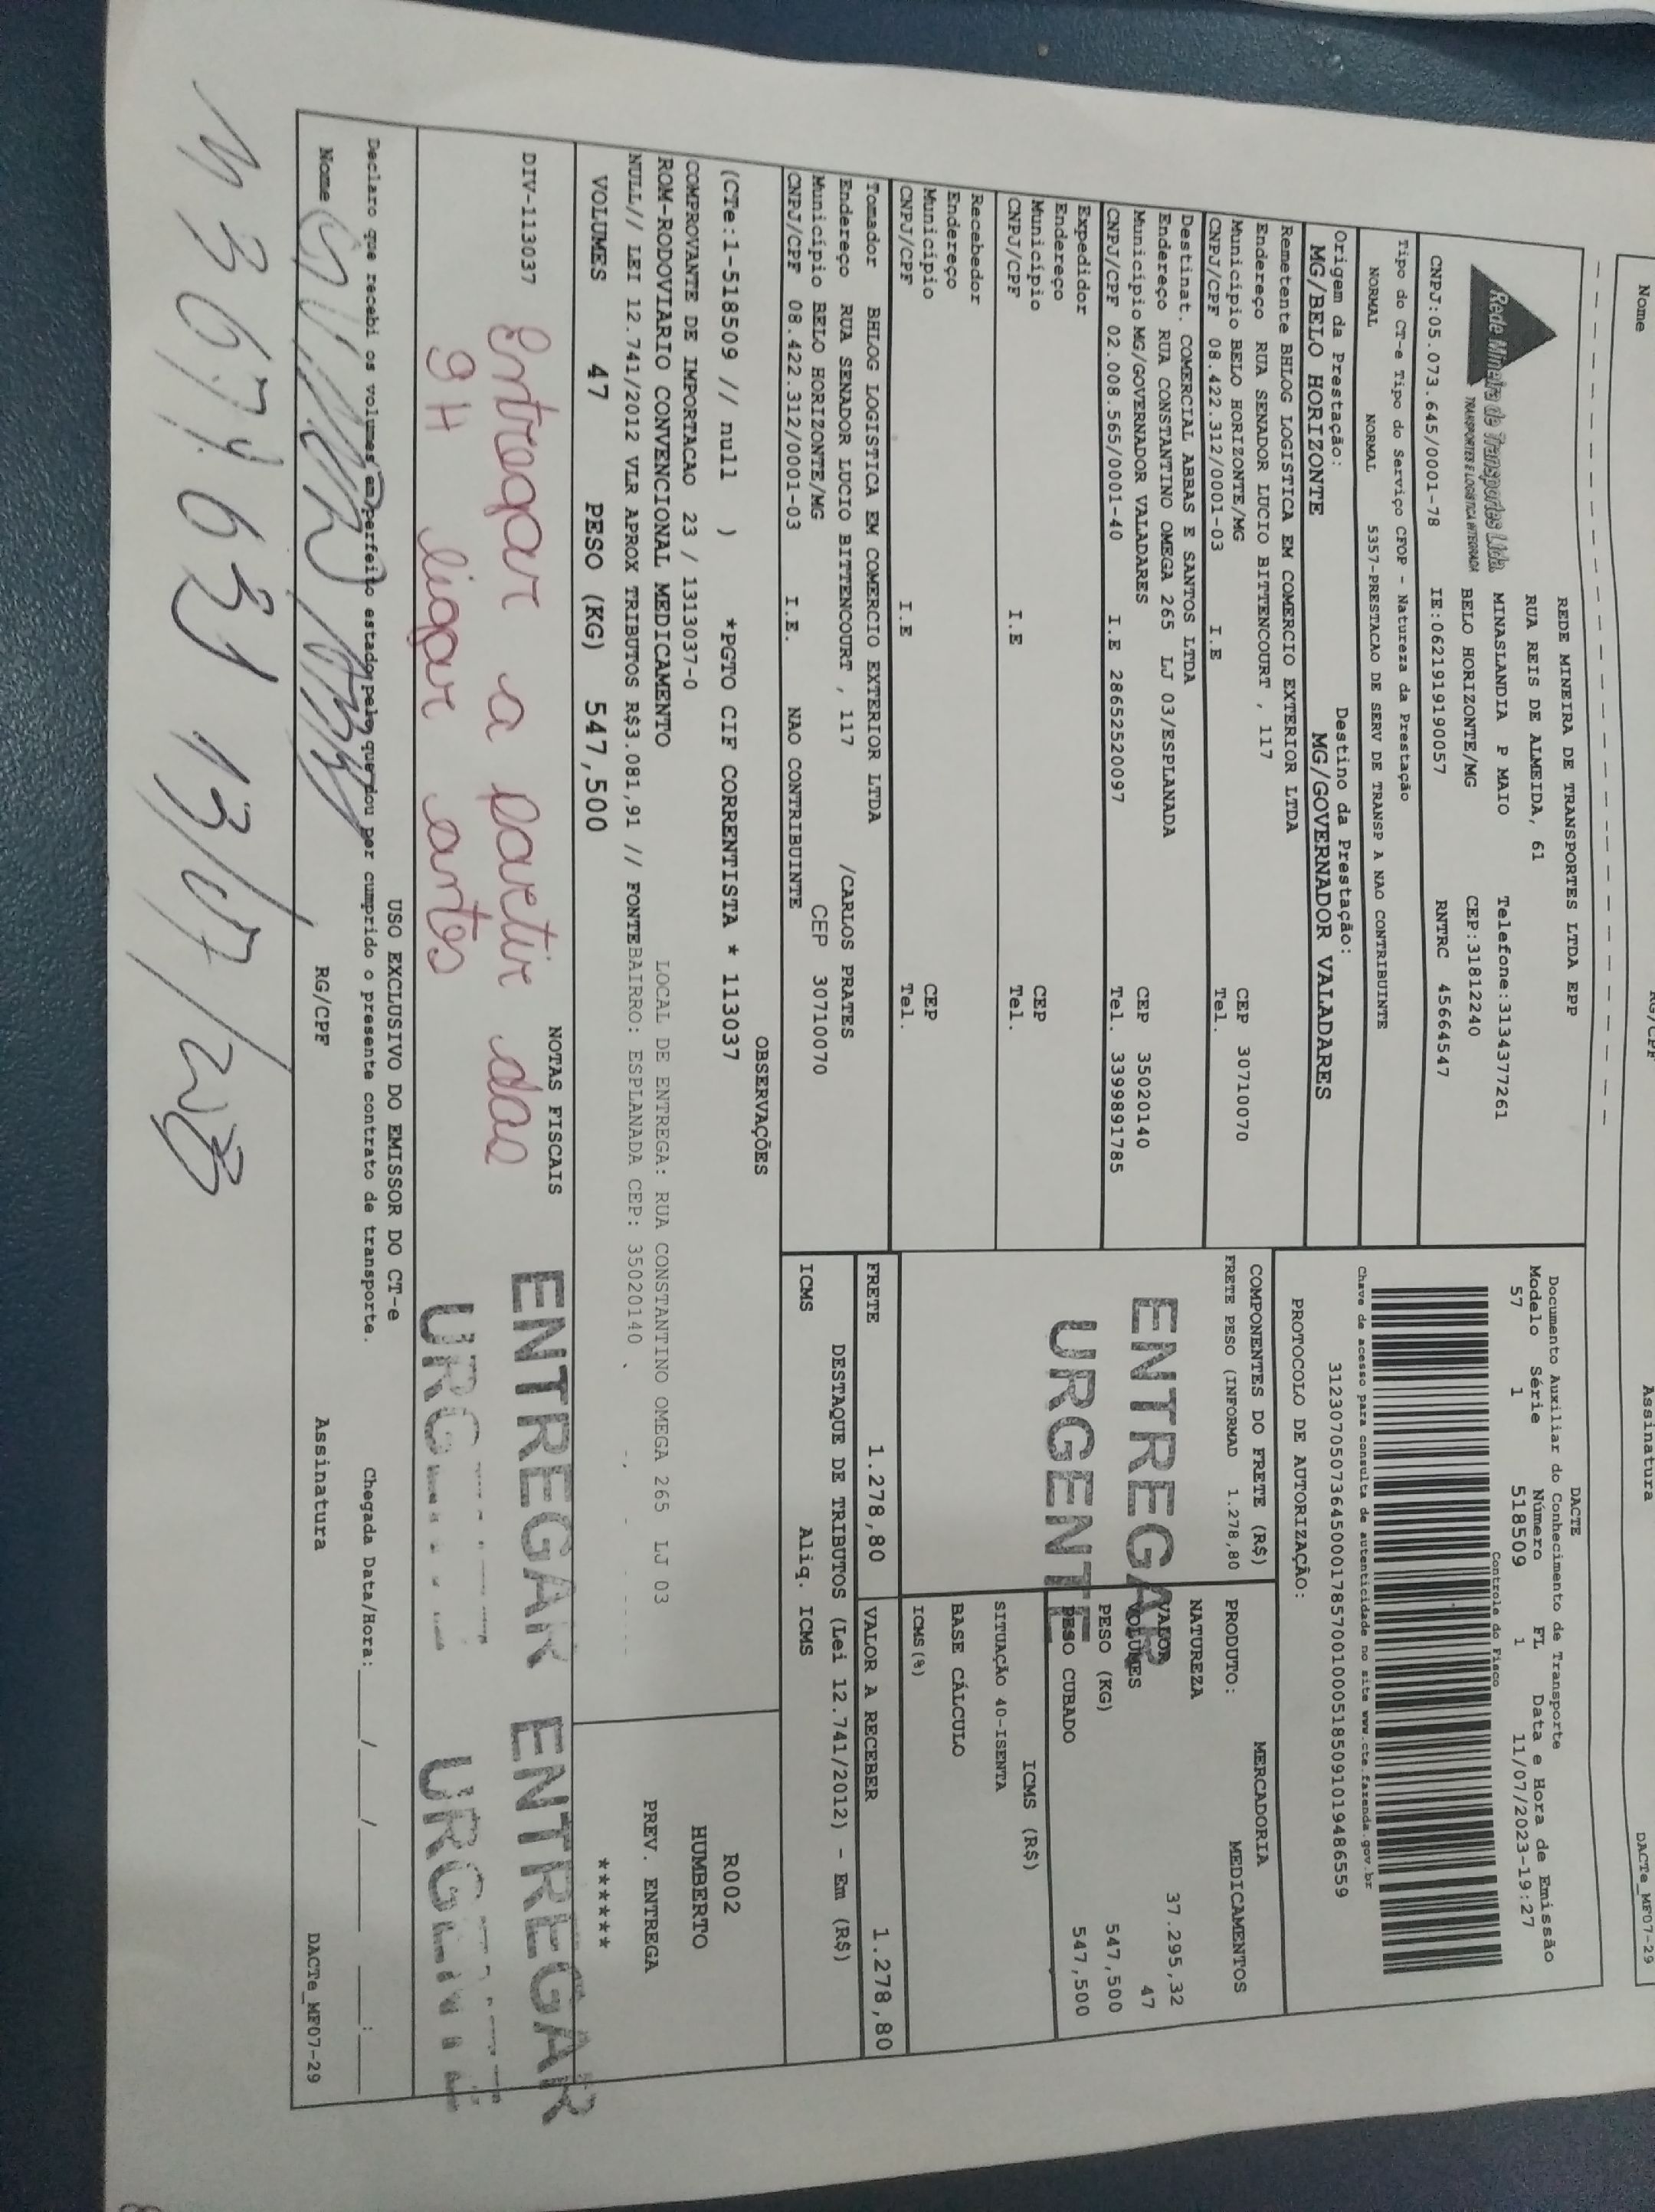 Nome
RG/CPF
Assinatura
DACTe_MF07-29
Rede Mineira de Transportes Ltda.
TRANSPORTES E LOGISTICA INTEGRADA
REDE MINEIRA DE TRANSPORTES LTDA EPP
RUA REIS DE ALMEIDA, 61
MINASLANDIA P MAIO Telefone:3134377261
BELO HORIZONTE/MG CEP:31812240
CNPJ:05.073.645/0001-78 IE:0621919190057 RNTRC 45664547
Tipo do CT-e Tipo do Serviço CFOP - Natureza da Prestação
NORMAL NORMAL 5357-PRESTACAO DE SERV DE TRANSP A NAO CONTRIBUINTE
Origem da Prestação: Destino da Prestação:
MG/BELO HORIZONTE MG/GOVERNADOR VALADARES
Remetente BHLOG LOGISTICA EM COMERCIO EXTERIOR LTDA
Endereço RUA SENADOR LUCIO BITTENCOURT , 117
Município BELO HORIZONTE/MG CEP 30710070
CNPJ/CPF 08.422.312/0001-03 I.E Tel.
Destinat. COMERCIAL ABBAS E SANTOS LTDA
Endereço RUA CONSTANTINO OMEGA 265 LJ 03/ESPLANADA
Município MG/GOVERNADOR VALADARES CEP 35020140
CNPJ/CPF 02.008.565/0001-40 I.E 2865252520097 Tel. 3399891785
Expedidor
Endereço
Município CEP
CNPJ/CPF I.E Tel.
Recebedor
Endereço
Município CEP
CNPJ/CPF I.E Tel.
Tomador BHLOG LOGISTICA EM COMERCIO EXTERIOR LTDA
Endereço RUA SENADOR LUCIO BITTENCOURT , 117 /CARLOS PRATES
Município BELO HORIZONTE/MG CEP 30710070
CNPJ/CPF 08.422.312/0001-03 I.E. NAO CONTRIBUINTE
DACTE
Documento Auxiliar do Conhecimento de Transporte
Modelo Série Número FL Data e Hora de Emissão
57 1 518509 1 11/07/2023-19:27
Controle do Fisco
Chave de acesso para consulta de autenticidade no site www.cte.fazenda.gov.br
31230705073645000178570010005185091019486559
PROTOCOLO DE AUTORIZAÇÃO:
COMPONENTES DO FRETE (R$)
FRETE PESO (INFORMAD 1.278,80
ENTREGAR
URGENTE
MERCADORIA
PRODUTO: MEDICAMENTOS
NATUREZA
VALOR 37.295,32
VOLUMES 47
PESO (KG) 547,500
PESO CUBADO 547,500
ICMS (R$)
SITUAÇÃO 40-ISENTA
BASE CÁLCULO
ICMS(%)
FRETE 1.278,80 VALOR A RECEBER 1.278,80
DESTAQUE DE TRIBUTOS (Lei 12.741/2012) - Em (R$)
ICMS Aliq. ICMS
OBSERVAÇÕES
(CTe:1-518509 // null ) *PGTO CIF CORRENTISTA * 113037
COMPROVANTE DE IMPORTACAO 23 / 1313037-0
ROM-RODOVIARIO CONVENCIONAL MEDICAMENTO LOCAL DE ENTREGA: RUA CONSTANTINO OMEGA 265 LJ 03
NULL// LEI 12.741/2012 VLR APROX TRIBUTOS R$3.081,91 // FONTEBAIRRO: ESPLANADA CEP: 35020140
R002
HUMBERTO
PREV. ENTREGA
******
VOLUMES 47 PESO (KG) 547,500
NOTAS FISCAIS
DIV-113037
Entregar a partir das
9H ligar antes
ENTREGAR ENTREGAR
URGENTE URGENTE
USO EXCLUSIVO DO EMISSOR DO CT-e
Declaro que recebi os volumes em perfeito estado pelo que dou por cumprido o presente contrato de transporte. Chegada Data/Hora:____/____/____ ___:___
Nome RG/CPF Assinatura DACTe_MF07-29
13/07/